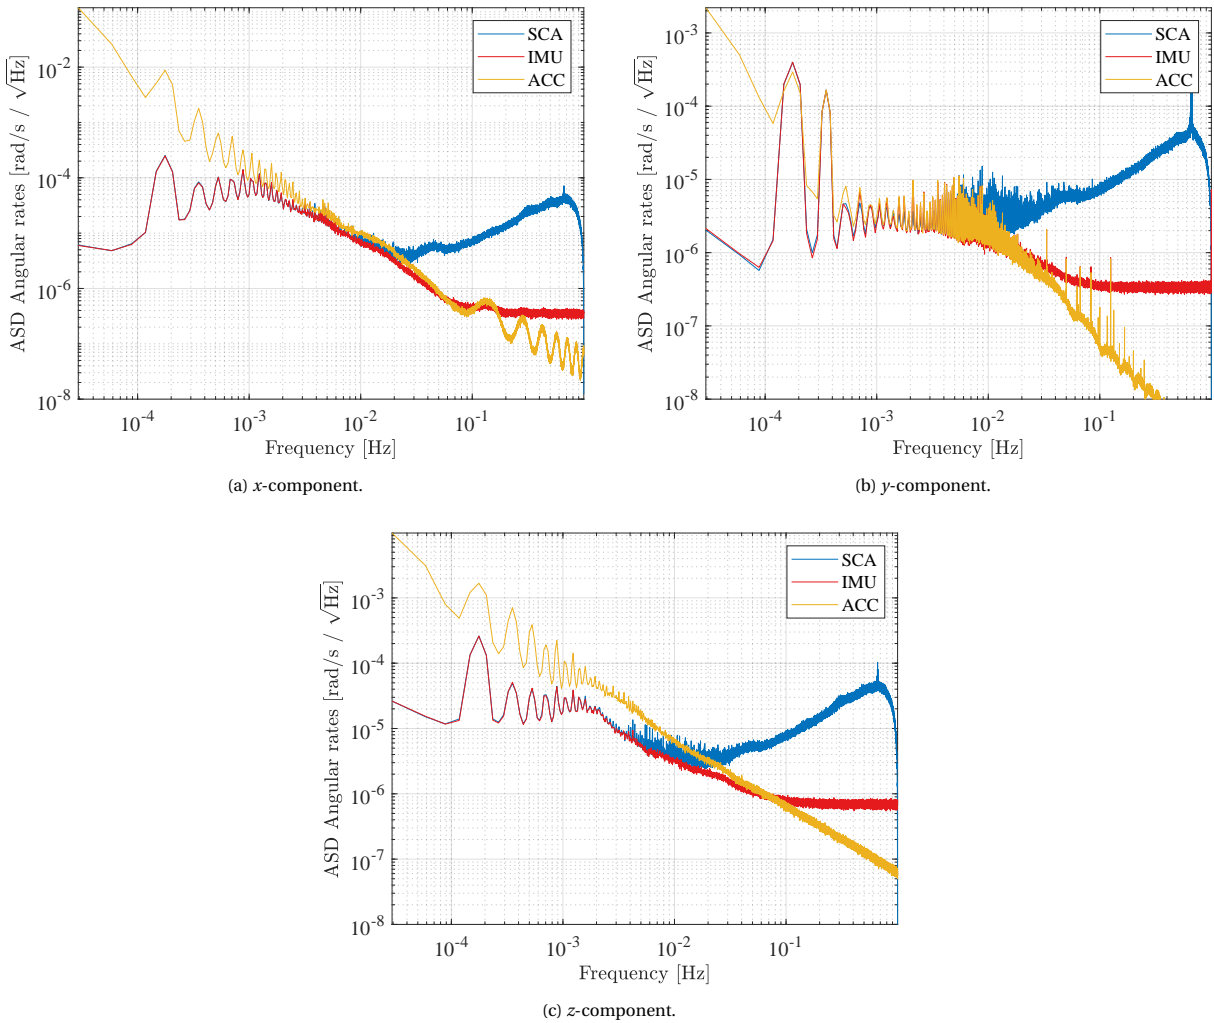 ASD Angular rates [rad/s / √Hz]
10^-2
10^-4
10^-6
10^-8
SCA
IMU
ACC
10^-4 10^-3 10^-2 10^-1
Frequency [Hz]
(a) x-component.
ASD Angular rates [rad/s / √Hz]
10^-3
10^-4
10^-5
10^-6
10^-7
10^-8
SCA
IMU
ACC
10^-4 10^-3 10^-2 10^-1
Frequency [Hz]
(b) y-component.
ASD Angular rates [rad/s / √Hz]
10^-3
10^-4
10^-5
10^-6
10^-7
10^-8
SCA
IMU
ACC
10^-4 10^-3 10^-2 10^-1
Frequency [Hz]
(c) z-component.